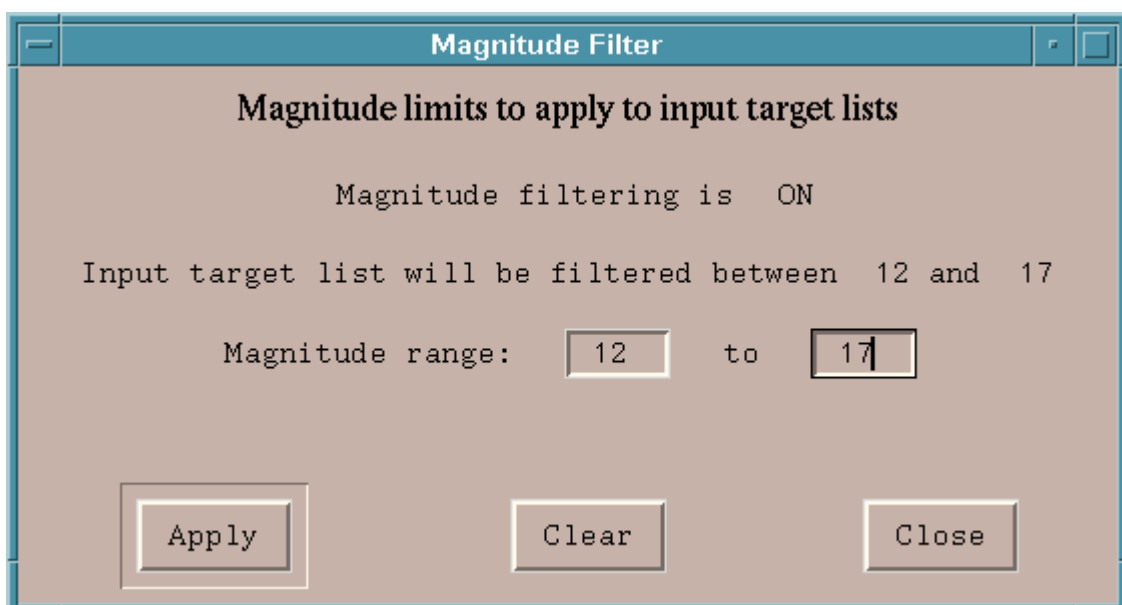 Magnitude Filter
Magnitude limits to apply to input target lists
Magnitude filtering is ON
Input target list will be filtered between 12 and 17
Magnitude range: 12 to 17
Apply Clear Close